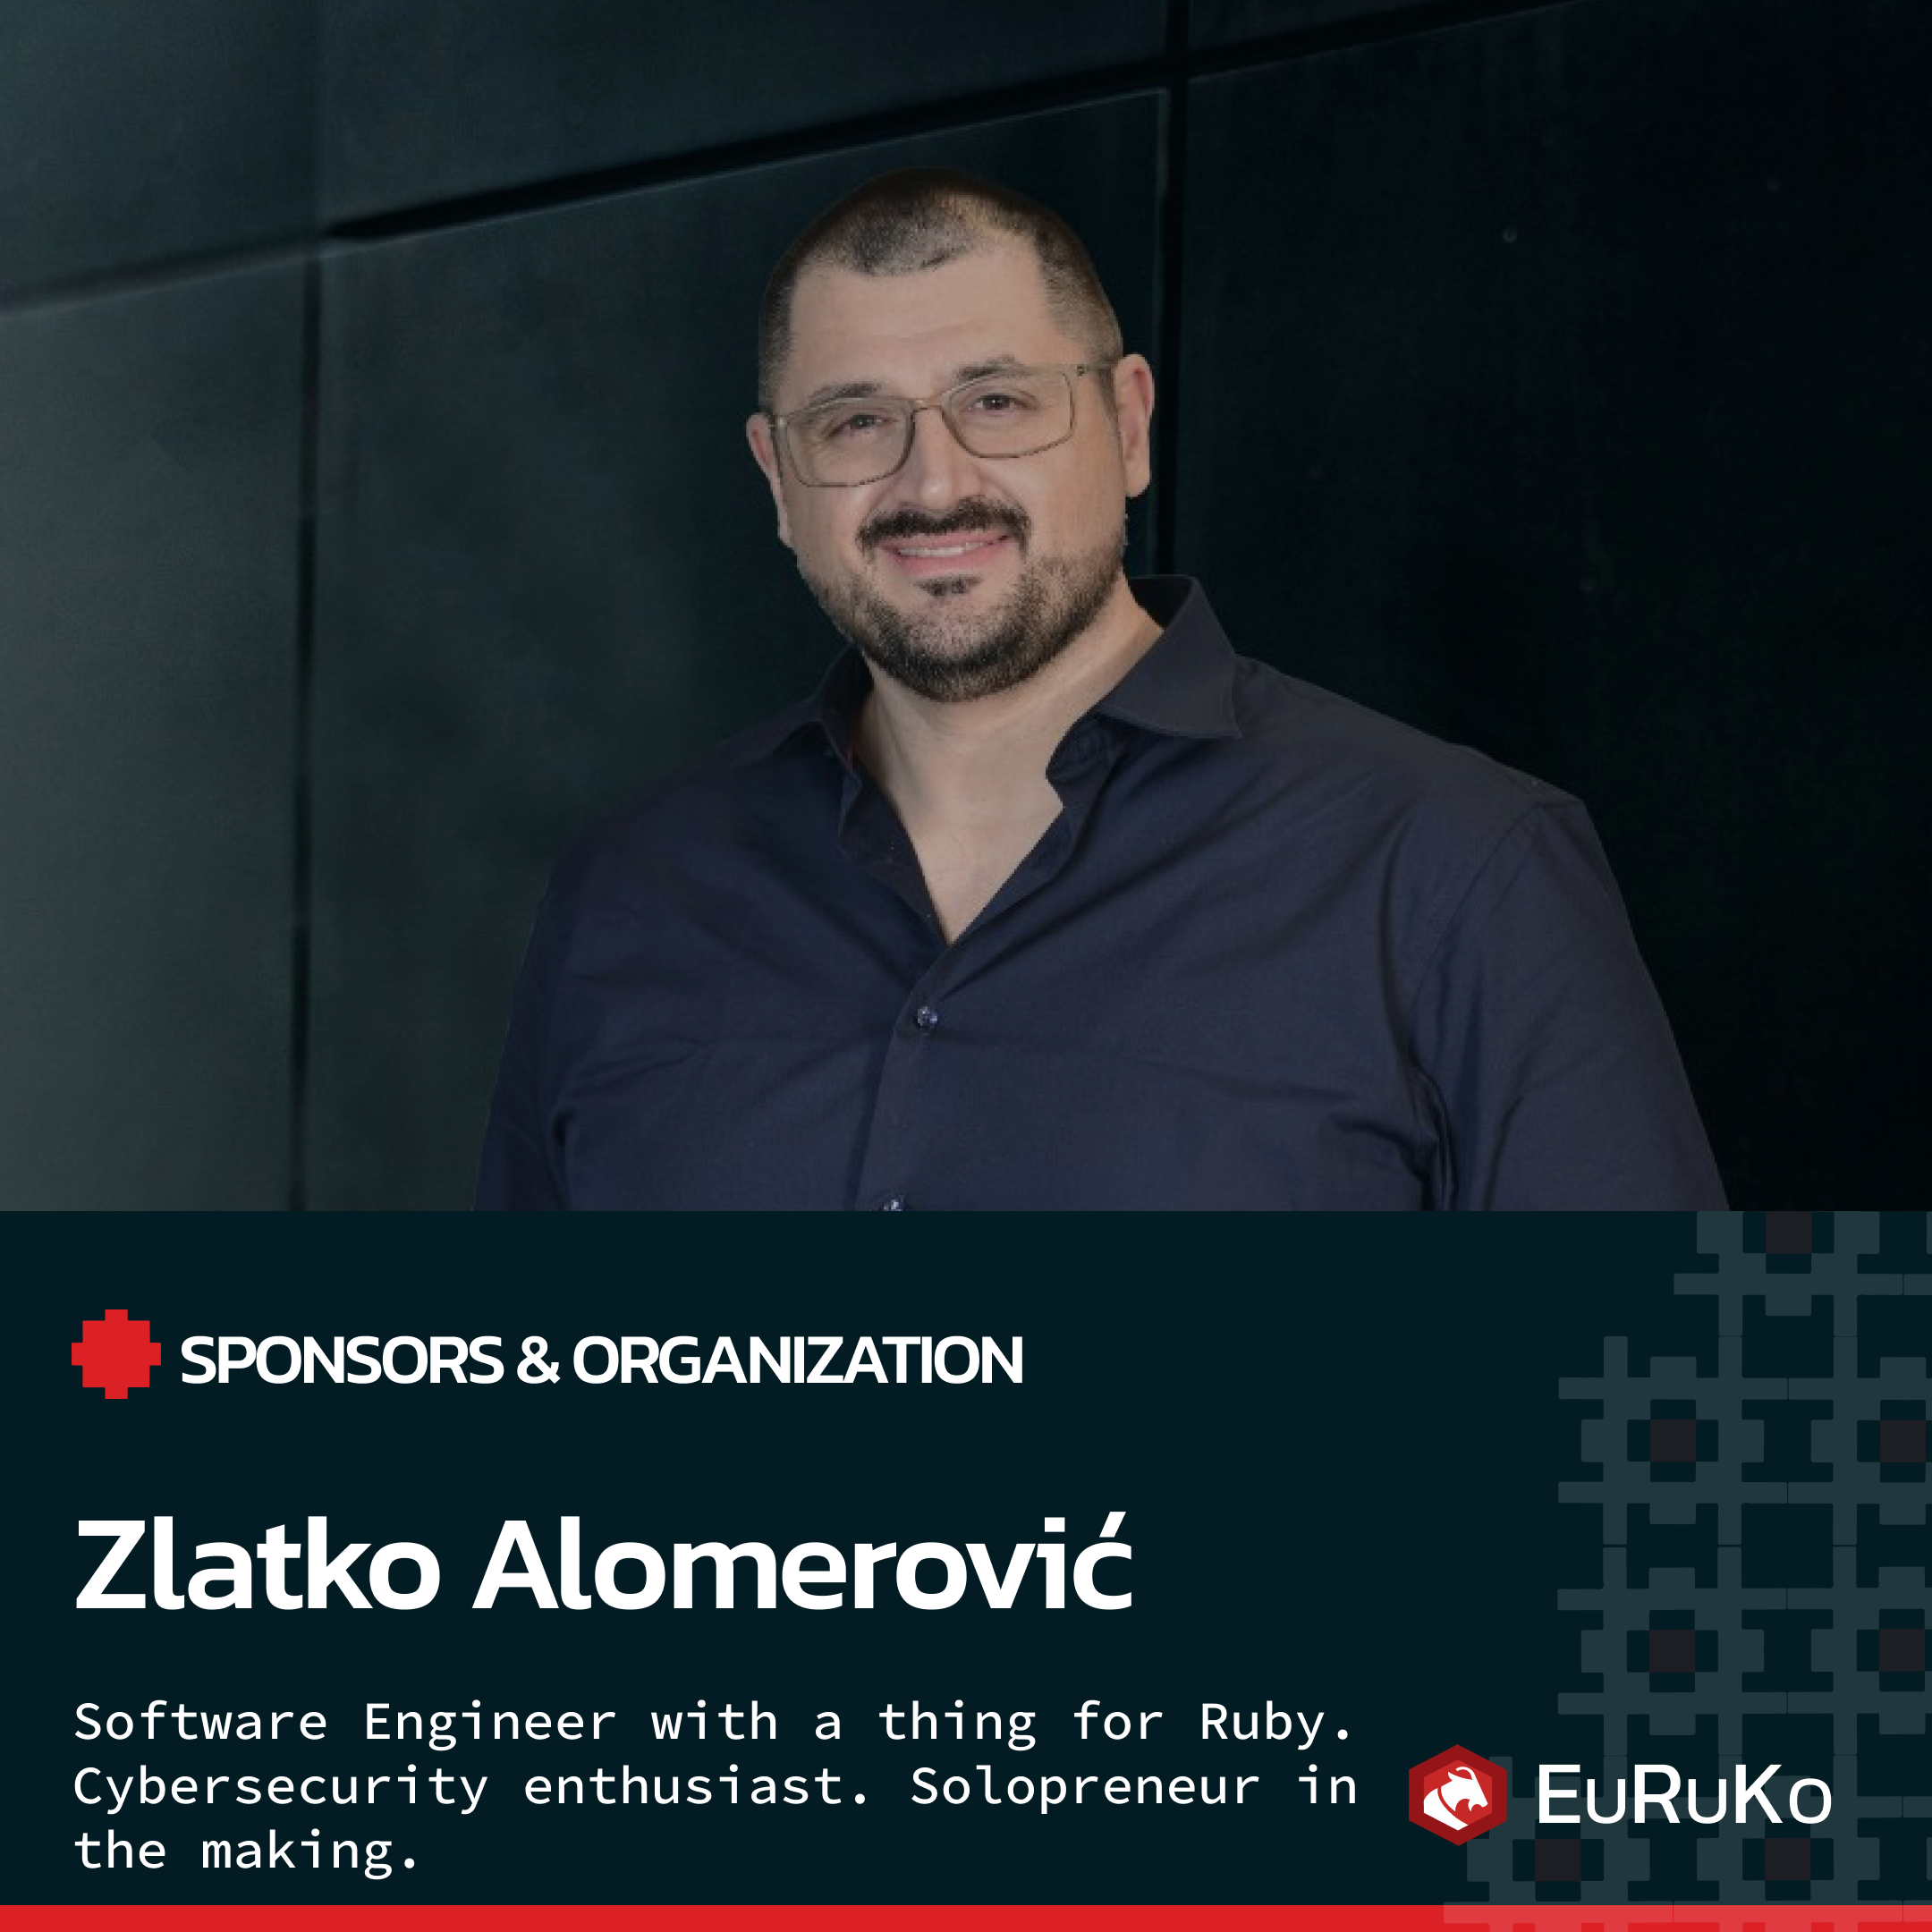 SPONSORS & ORGANIZATION
Zlatko Alomerović
Software Engineer with a thing for Ruby.
Cybersecurity enthusiast. Solopreneur in
the making.
EuRuKo